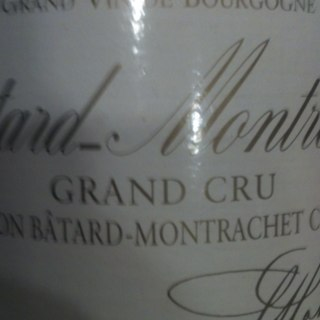 GRAND VIN DE BOURGOGNE
tard-Montra
GRAND CRU
ON BÂTARD-MONTRACHET C